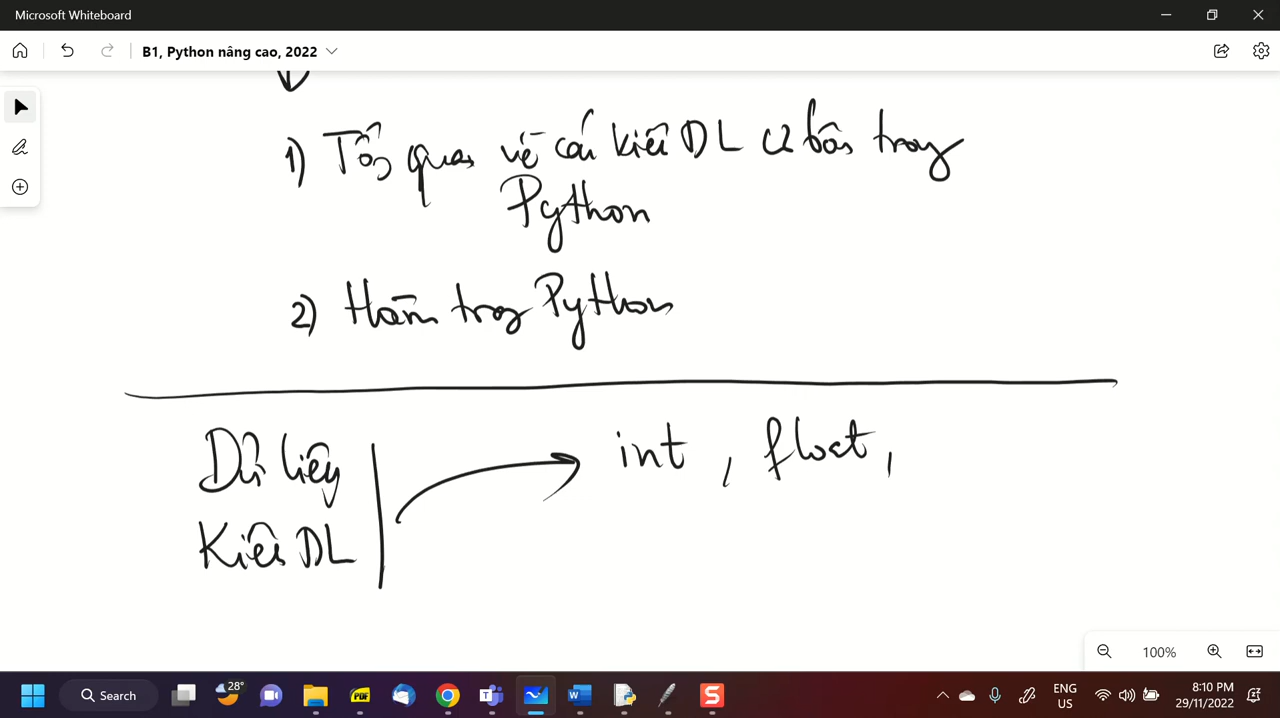 Microsoft Whiteboard
B1, Python nâng cao, 2022
1) Tổng quan về các kiểu DL cơ bản trong
Python
2) Hàm trong Python
Dữ liệu
Kiểu DL
int, float,
100%
Search
28°
PDF
ENG
US
8:10 PM
29/11/2022